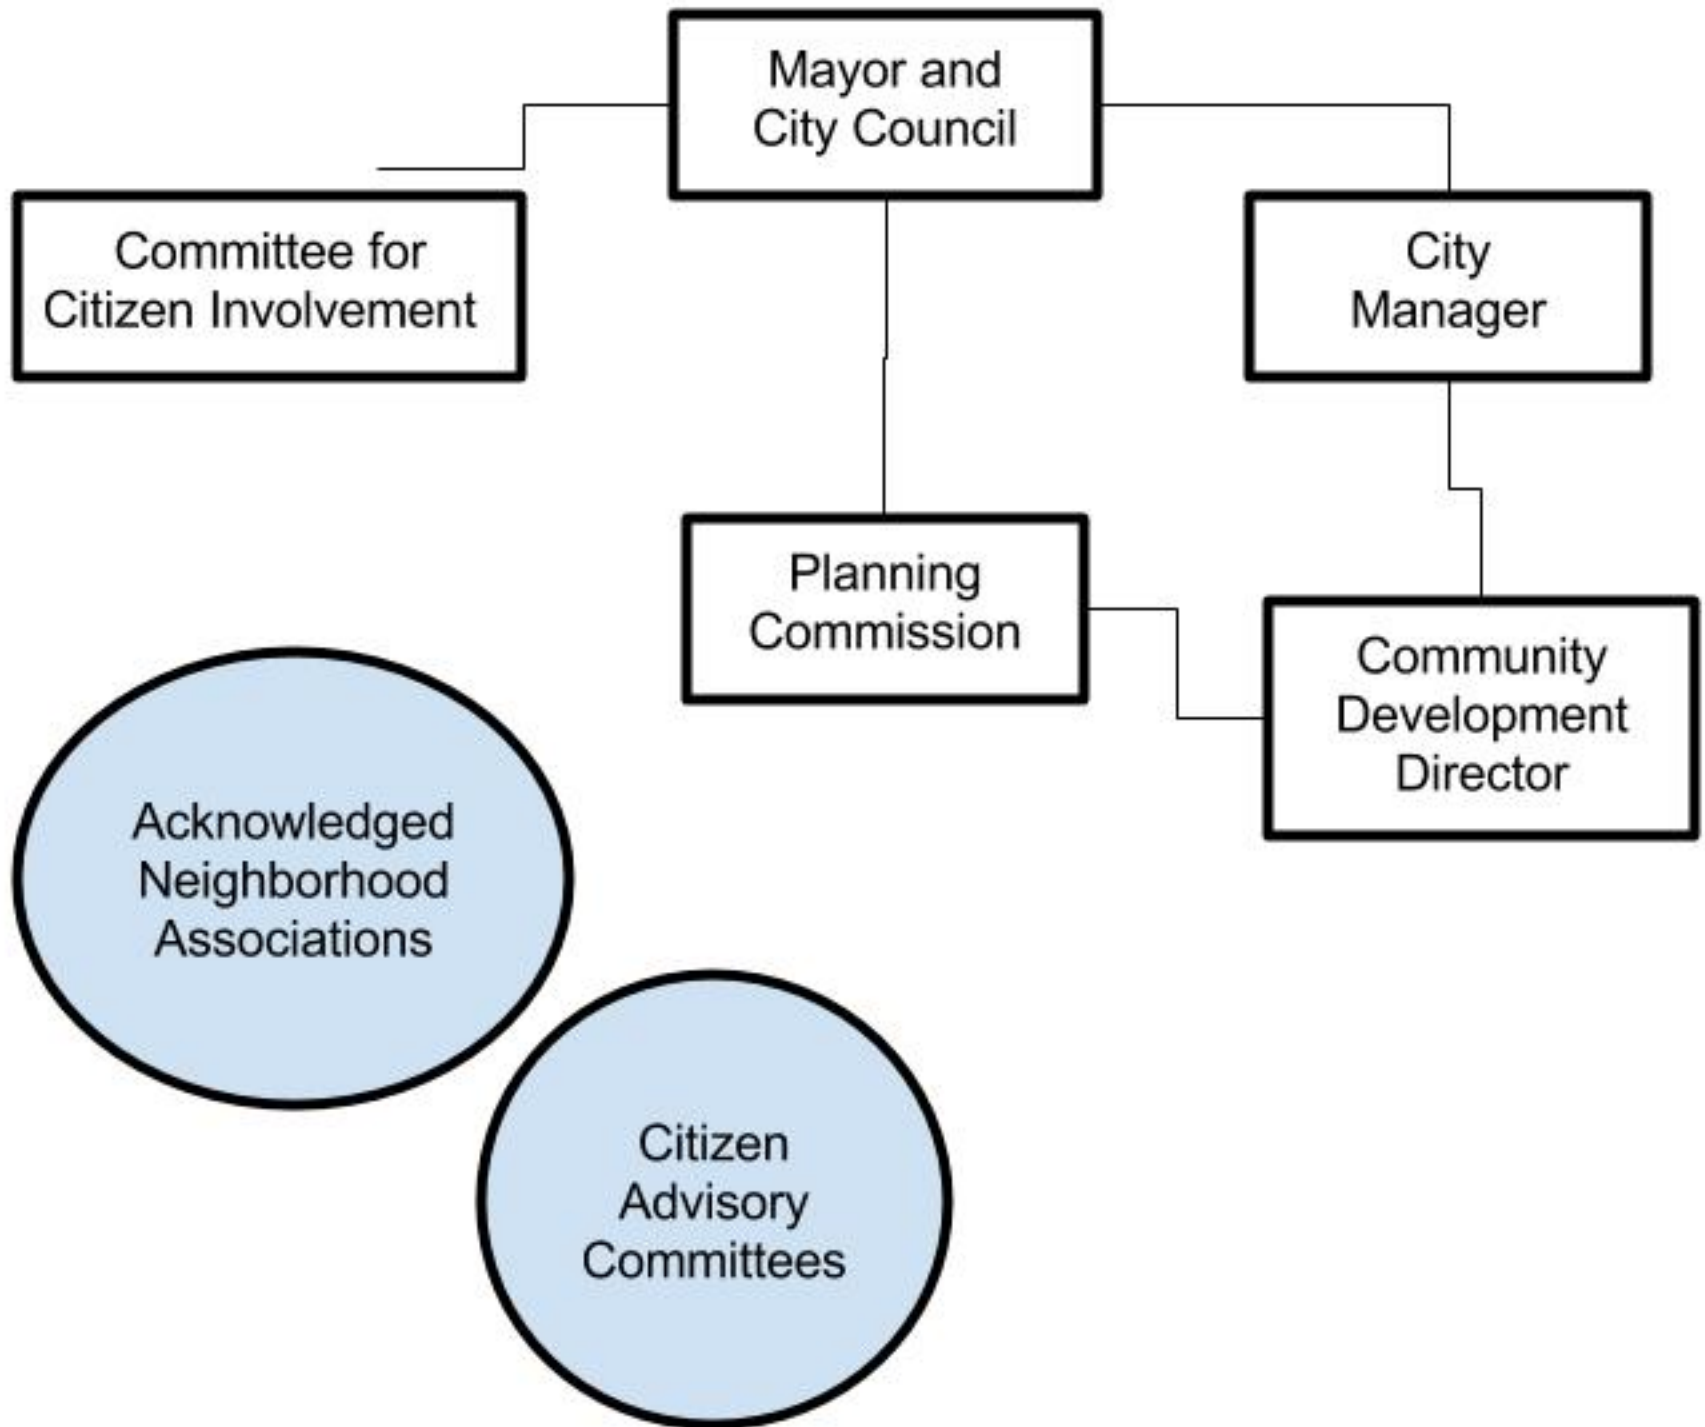 Mayor and
City Council
Committee for
Citizen Involvement
City
Manager
Planning
Commission
Community
Development
Director
Acknowledged
Neighborhood
Associations
Citizen
Advisory
Committees